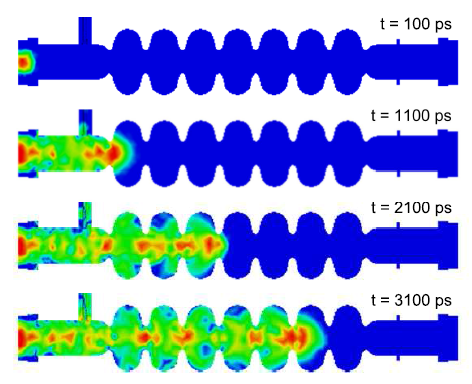 t = 100 ps
t = 1100 ps
t = 2100 ps
t = 3100 ps